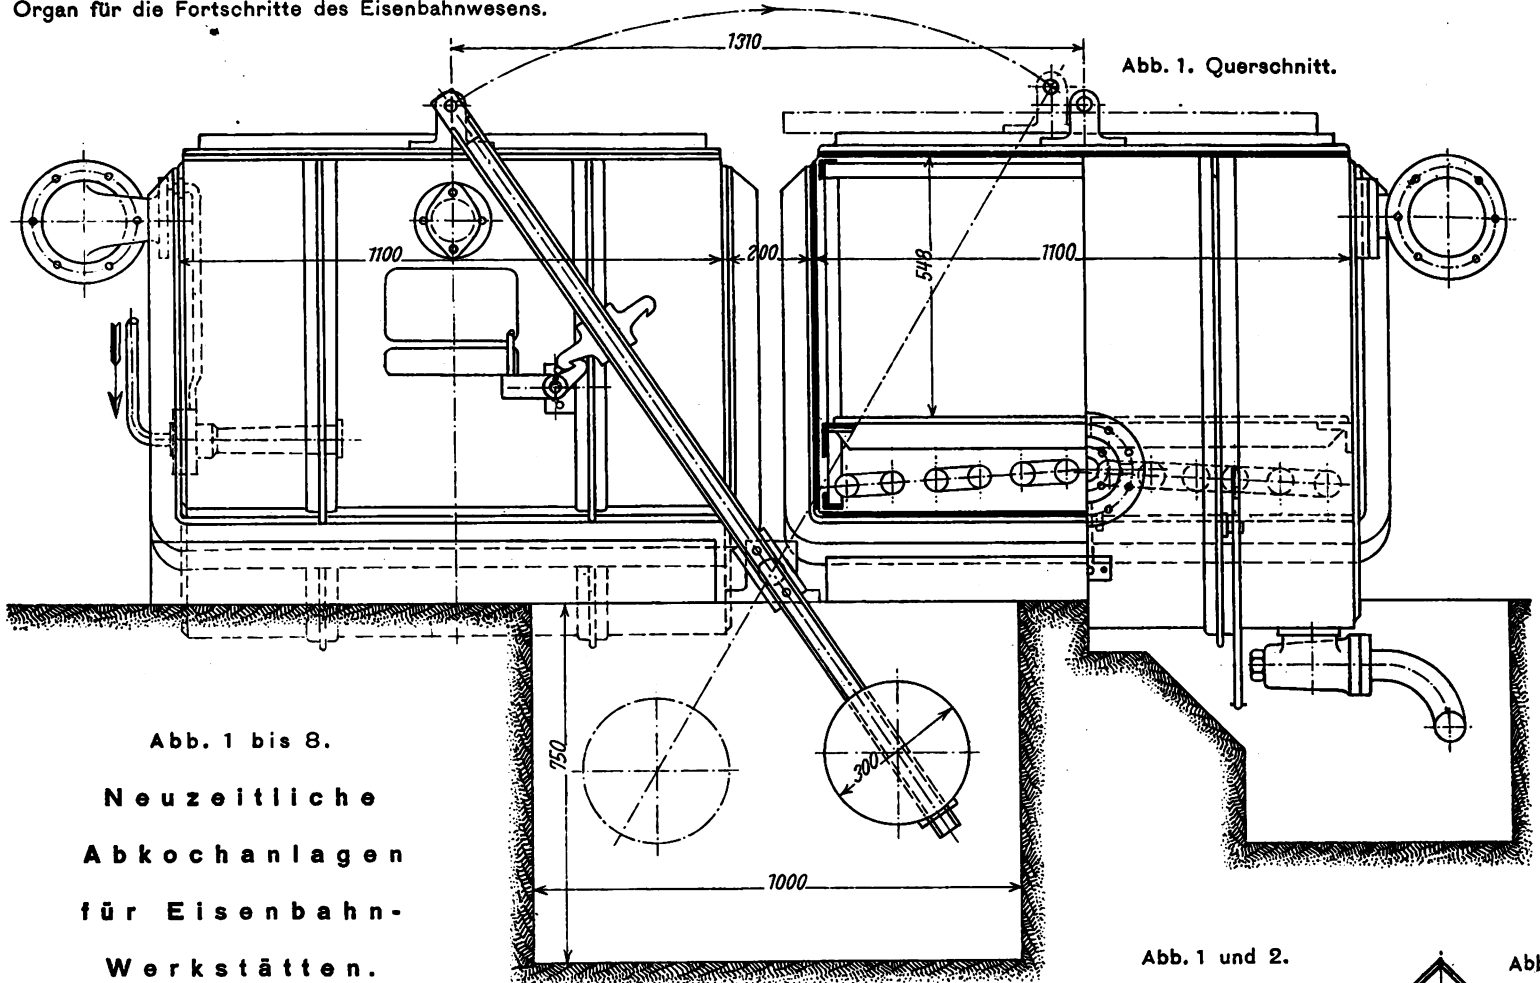 Organ für die Fortschritte des Eisenbahnwesens.
1310
Abb. 1. Querschnitt.
1100
200
548
1100
750
300
1000
Abb. 1 bis 8.
Neuzeitliche
Abkochanlagen
für Eisenbahn-
Werkstätten.
Abb. 1 und 2.